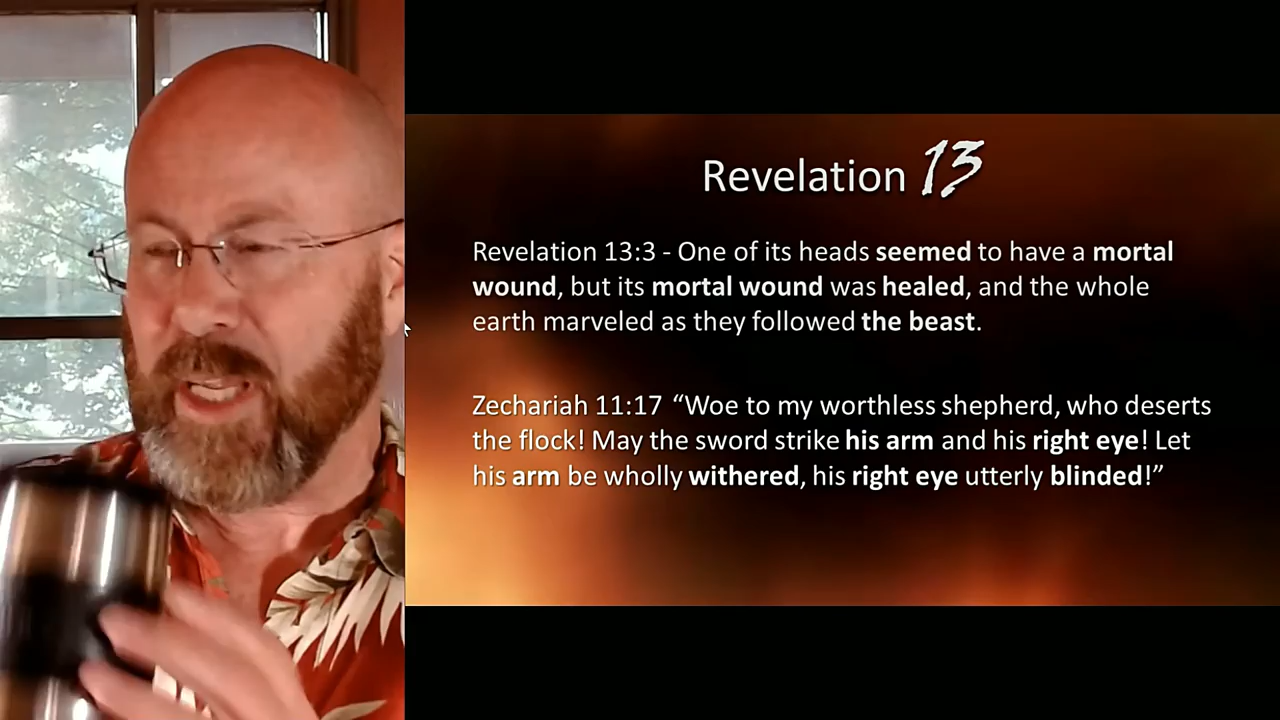 Revelation 13
Revelation 13:3 - One of its heads seemed to have a mortal
wound, but its mortal wound was healed, and the whole
earth marveled as they followed the beast.
Zechariah 11:17 “Woe to my worthless shepherd, who deserts
the flock! May the sword strike his arm and his right eye! Let
his arm be wholly withered, his right eye utterly blinded!”